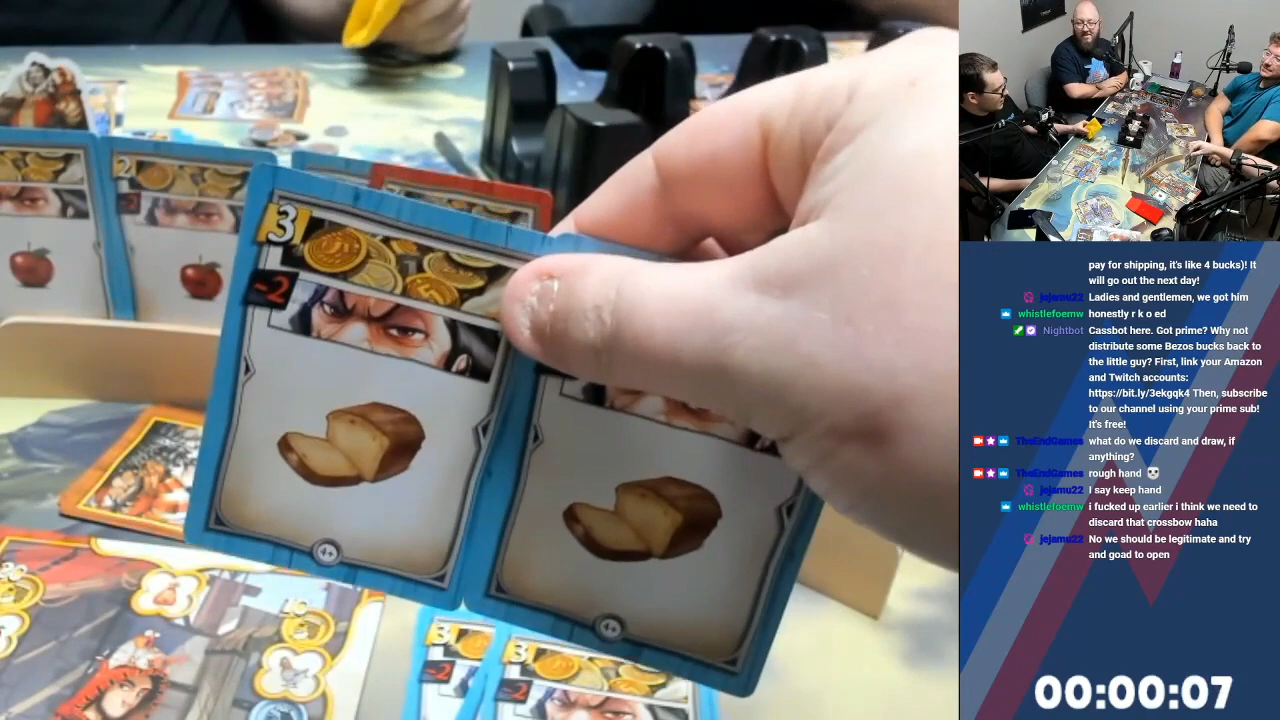 2
3
-2
3
-2
3
-2
pay for shipping, it's like 4 bucks)! It
will go out the next day!
jejamu22 Ladies and gentlemen, we got him
whistlefoemw honestly r k o ed
Nightbot Cassbot here. Got prime? Why not
distribute some Bezos bucks back to
the little guy? First, link your Amazon
and Twitch accounts:
https://bit.ly/3ekgqk4 Then, subscribe
to our channel using your prime sub!
It's free!
TheEndGames what do we discard and draw, if
anything?
TheEndGames rough hand 💀
jejamu22 I say keep hand
whistlefoemw i fucked up earlier i think we need to
discard that crossbow haha
jejamu22 No we should be legitimate and try
and goad to open
00:00:07